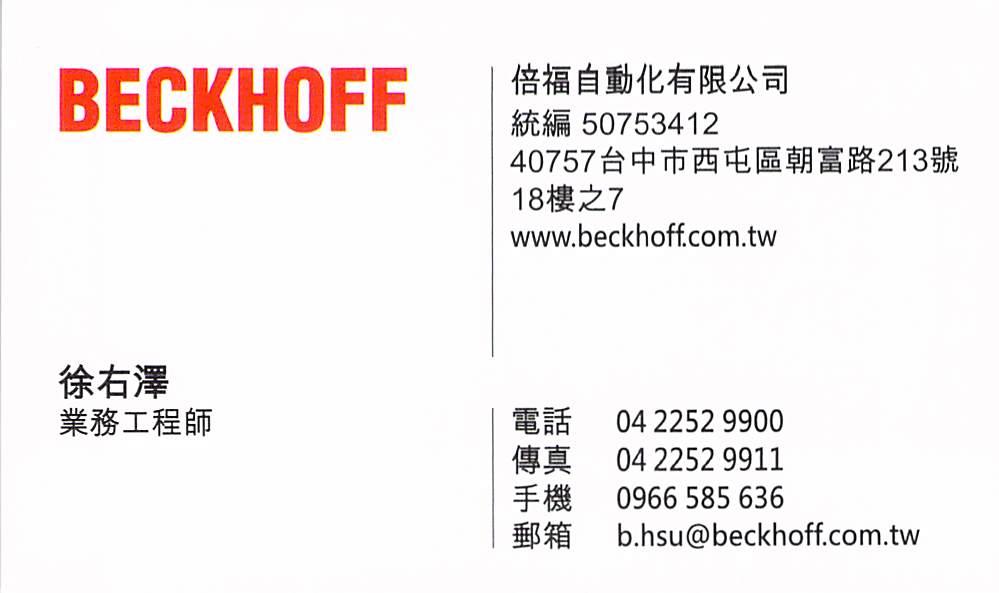 BECKHOFF
倍福自動化有限公司
統編 50753412
40757台中市西屯區朝富路213號
18樓之7
www.beckhoff.com.tw
徐右澤
業務工程師
電話 04 2252 9900
傳真 04 2252 9911
手機 0966 585 636
郵箱 b.hsu@beckhoff.com.tw